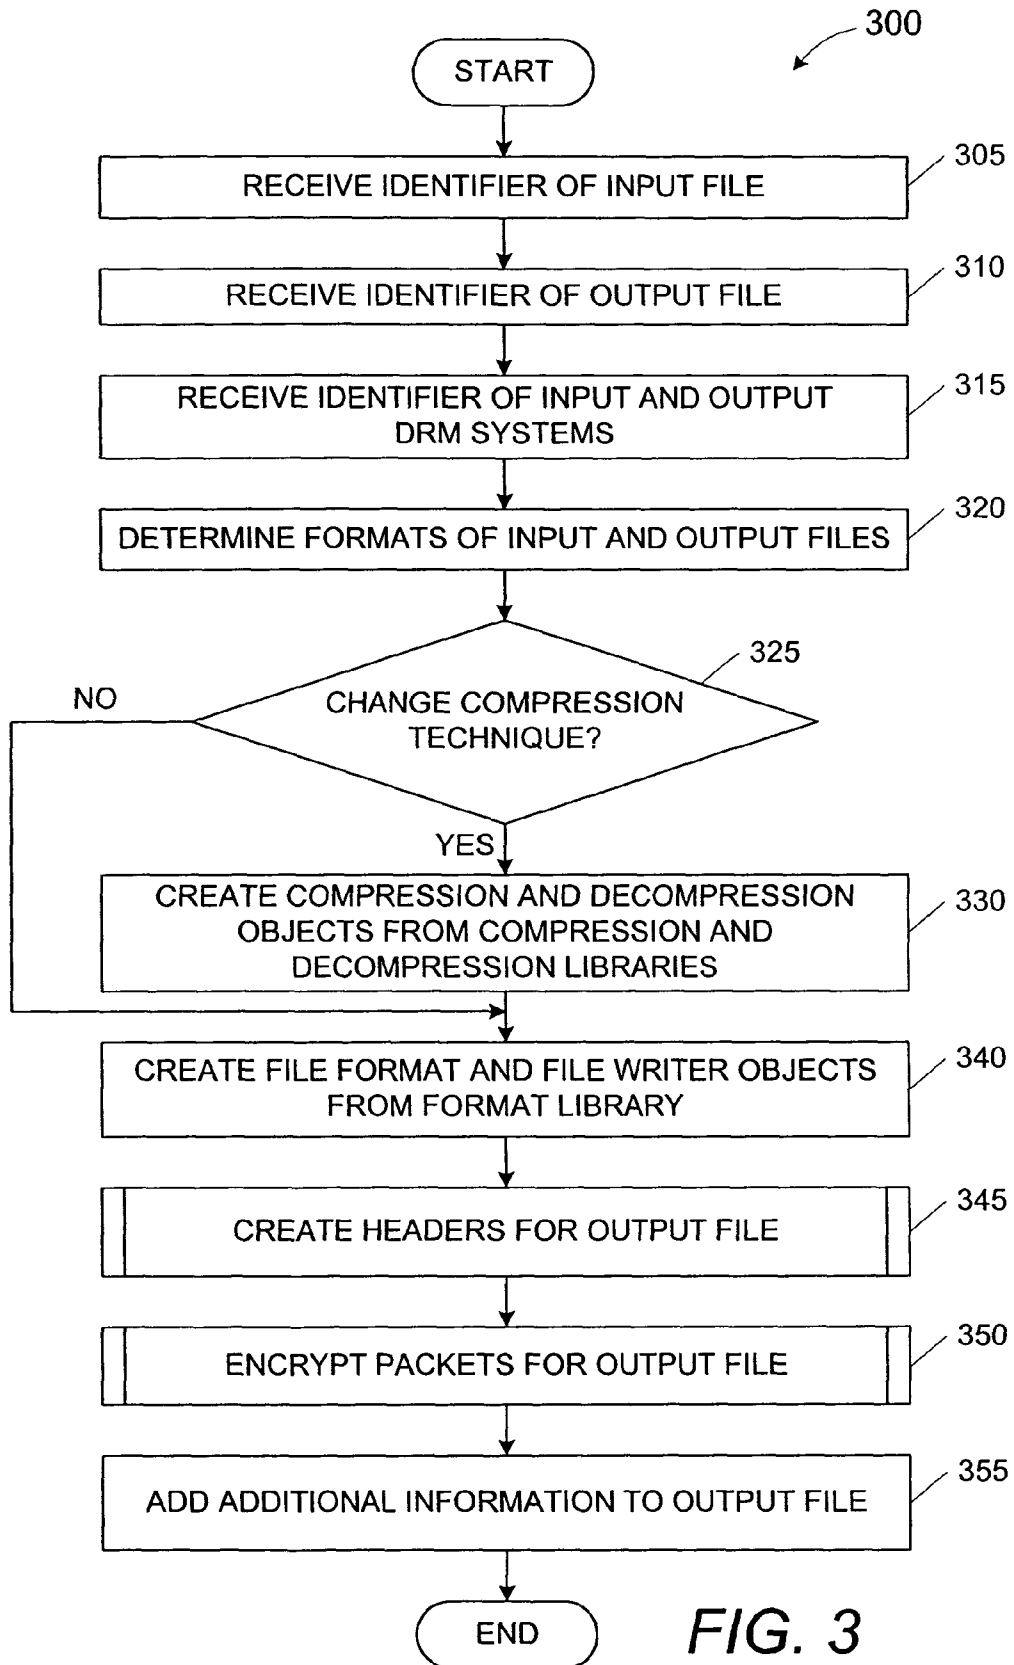 300
START
RECEIVE IDENTIFIER OF INPUT FILE
305
RECEIVE IDENTIFIER OF OUTPUT FILE
310
RECEIVE IDENTIFIER OF INPUT AND OUTPUT
DRM SYSTEMS
315
DETERMINE FORMATS OF INPUT AND OUTPUT FILES
320
CHANGE COMPRESSION
TECHNIQUE?
325
NO
YES
CREATE COMPRESSION AND DECOMPRESSION
OBJECTS FROM COMPRESSION AND
DECOMPRESSION LIBRARIES
330
CREATE FILE FORMAT AND FILE WRITER OBJECTS
FROM FORMAT LIBRARY
340
CREATE HEADERS FOR OUTPUT FILE
345
ENCRYPT PACKETS FOR OUTPUT FILE
350
ADD ADDITIONAL INFORMATION TO OUTPUT FILE
355
END
FIG. 3